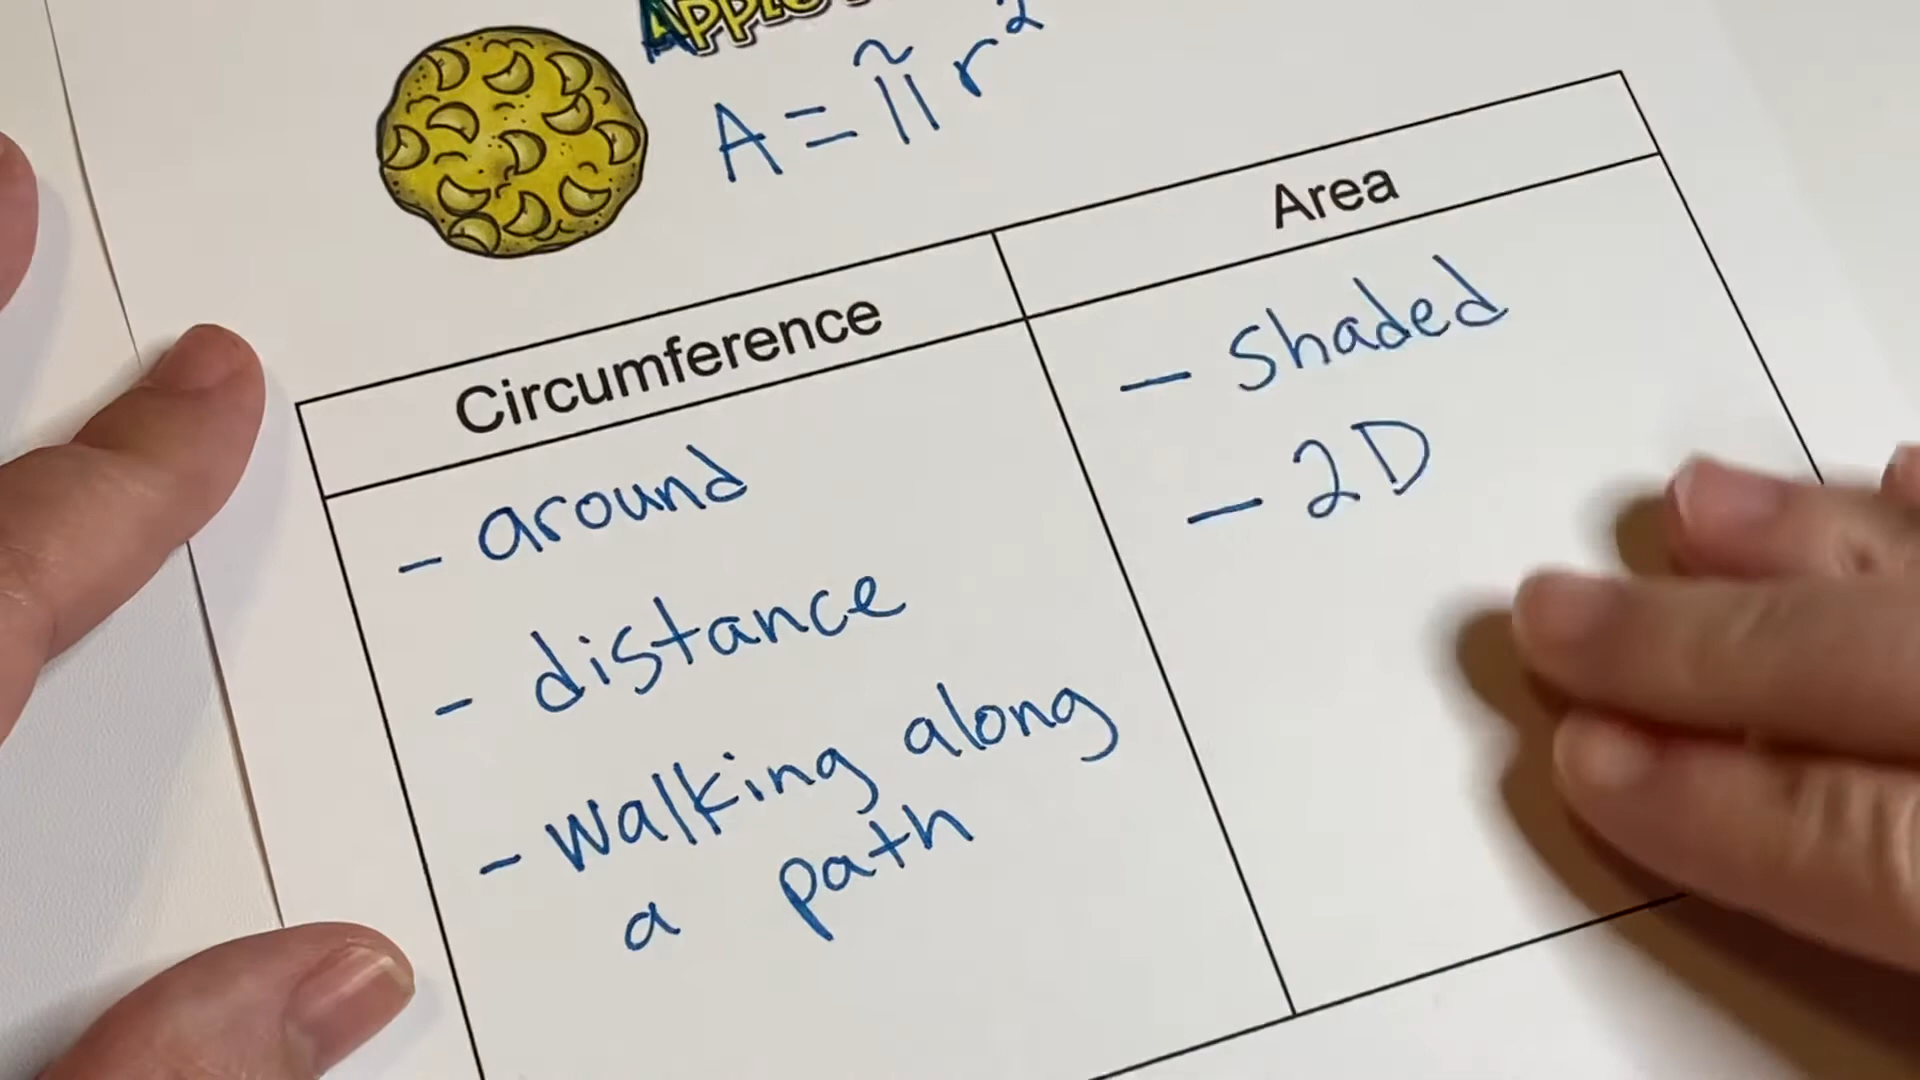 A = π r²
Circumference
Area
- around
- distance
- walking along
a path
- shaded
- 2D